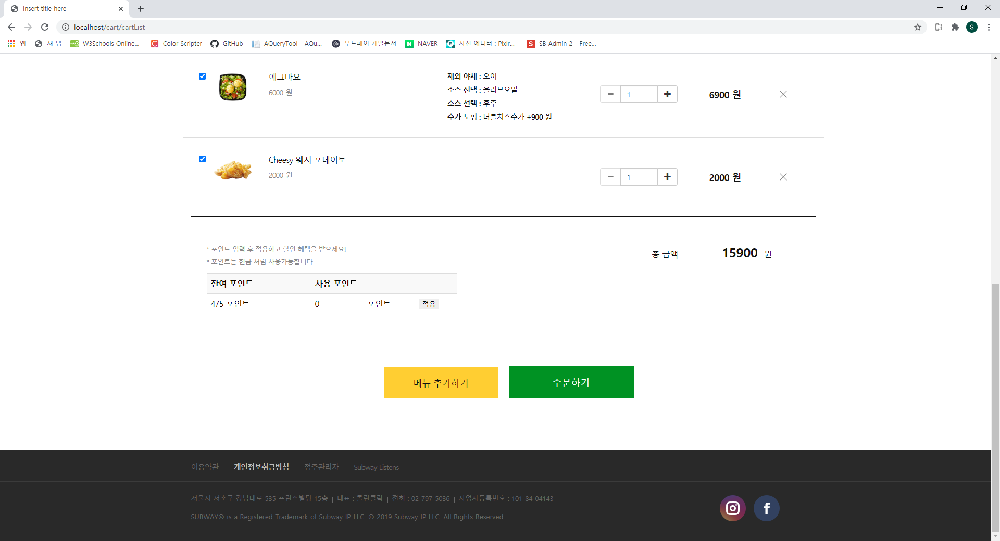 Insert title here
localhost/cart/cartList
앱 새 탭 W3Schools Online... Color Scripter GitHub AQueryTool - AQu... 부트페이 개발문서 NAVER 사진 에디터 : Pixlr... SB Admin 2 - Free...
에그마요
6000 원
제외 야채 : 오이
소스 선택 : 올리브오일
소스 선택 : 후추
추가 토핑 : 더블치즈추가 +900 원
1
6900 원
Cheesy 웨지 포테이토
2000 원
1
2000 원
* 포인트 입력 후 적용하고 할인 혜택을 받으세요!
* 포인트는 현금 처럼 사용가능합니다.
총 금액 15900 원
잔여 포인트 사용 포인트
475 포인트 0 포인트 적용
메뉴 추가하기 주문하기
이용약관 개인정보취급방침 점주관리자 Subway Listens
서울시 서초구 강남대로 535 프린스빌딩 15층 | 대표 : 콜린클락 | 전화 : 02-797-5036 | 사업자등록번호 : 101-84-04143
SUBWAY® is a Registered Trademark of Subway IP LLC. © 2019 Subway IP LLC. All Rights Reserved.